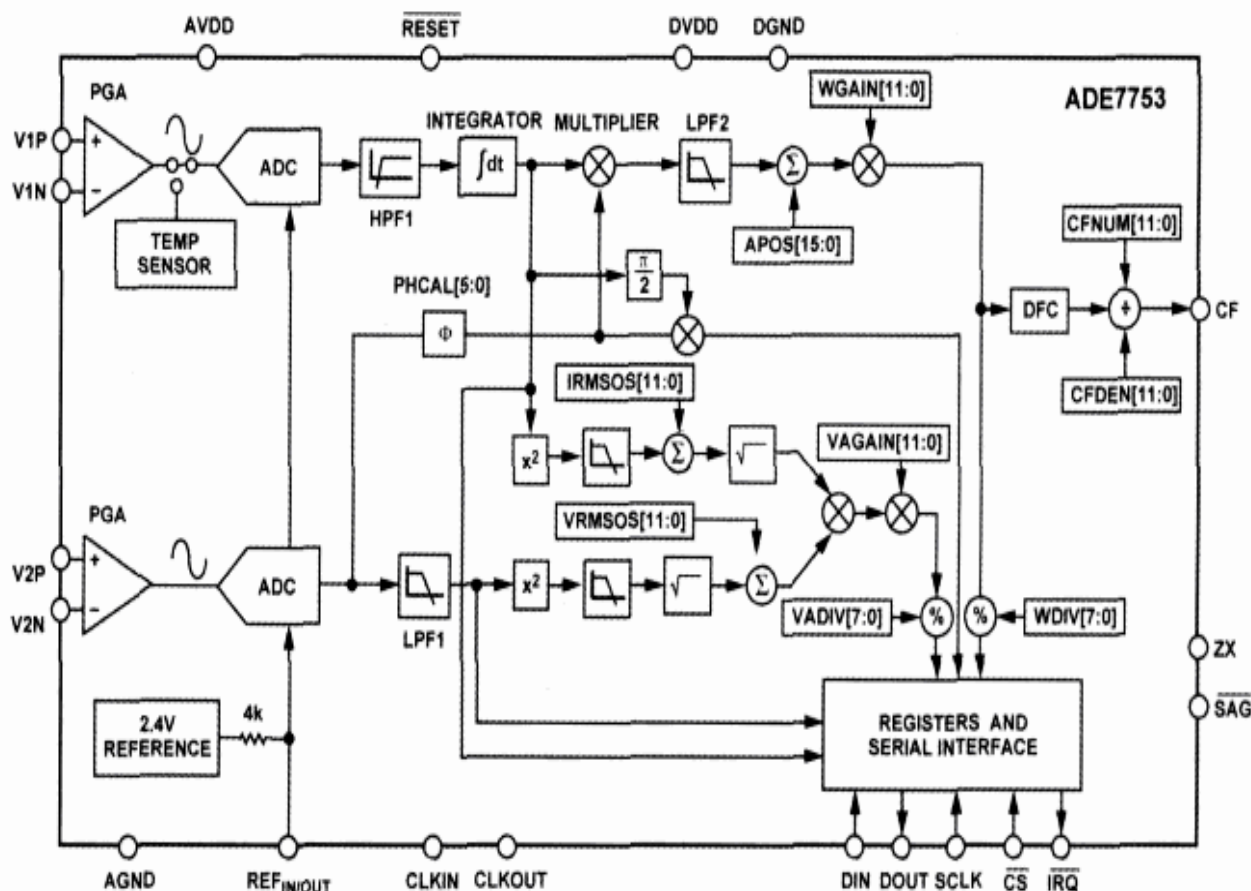 AVDD
RESET
DVDD
DGND
PGA
WGAIN[11:0]
ADE7753
INTEGRATOR
MULTIPLIER
LPF2
V1P
+
ADC
∫dt
Σ
CFNUM[11:0]
V1N
−
HPF1
TEMP
SENSOR
APOS[15:0]
PHCAL[5:0]
π
2
DFC
+
CF
Φ
IRMSOS[11:0]
CFDEN[11:0]
VAGAIN[11:0]
x²
Σ
√
PGA
VRMSOS[11:0]
V2P
+
ADC
x²
√
Σ
V2N
−
LPF1
VADIV[7:0]
%
%
WDIV[7:0]
ZX
2.4V
REFERENCE
4k
REGISTERS AND
SERIAL INTERFACE
SAG
AGND
REFIN/OUT
CLKIN
CLKOUT
DIN
DOUT
SCLK
CS
IRQ